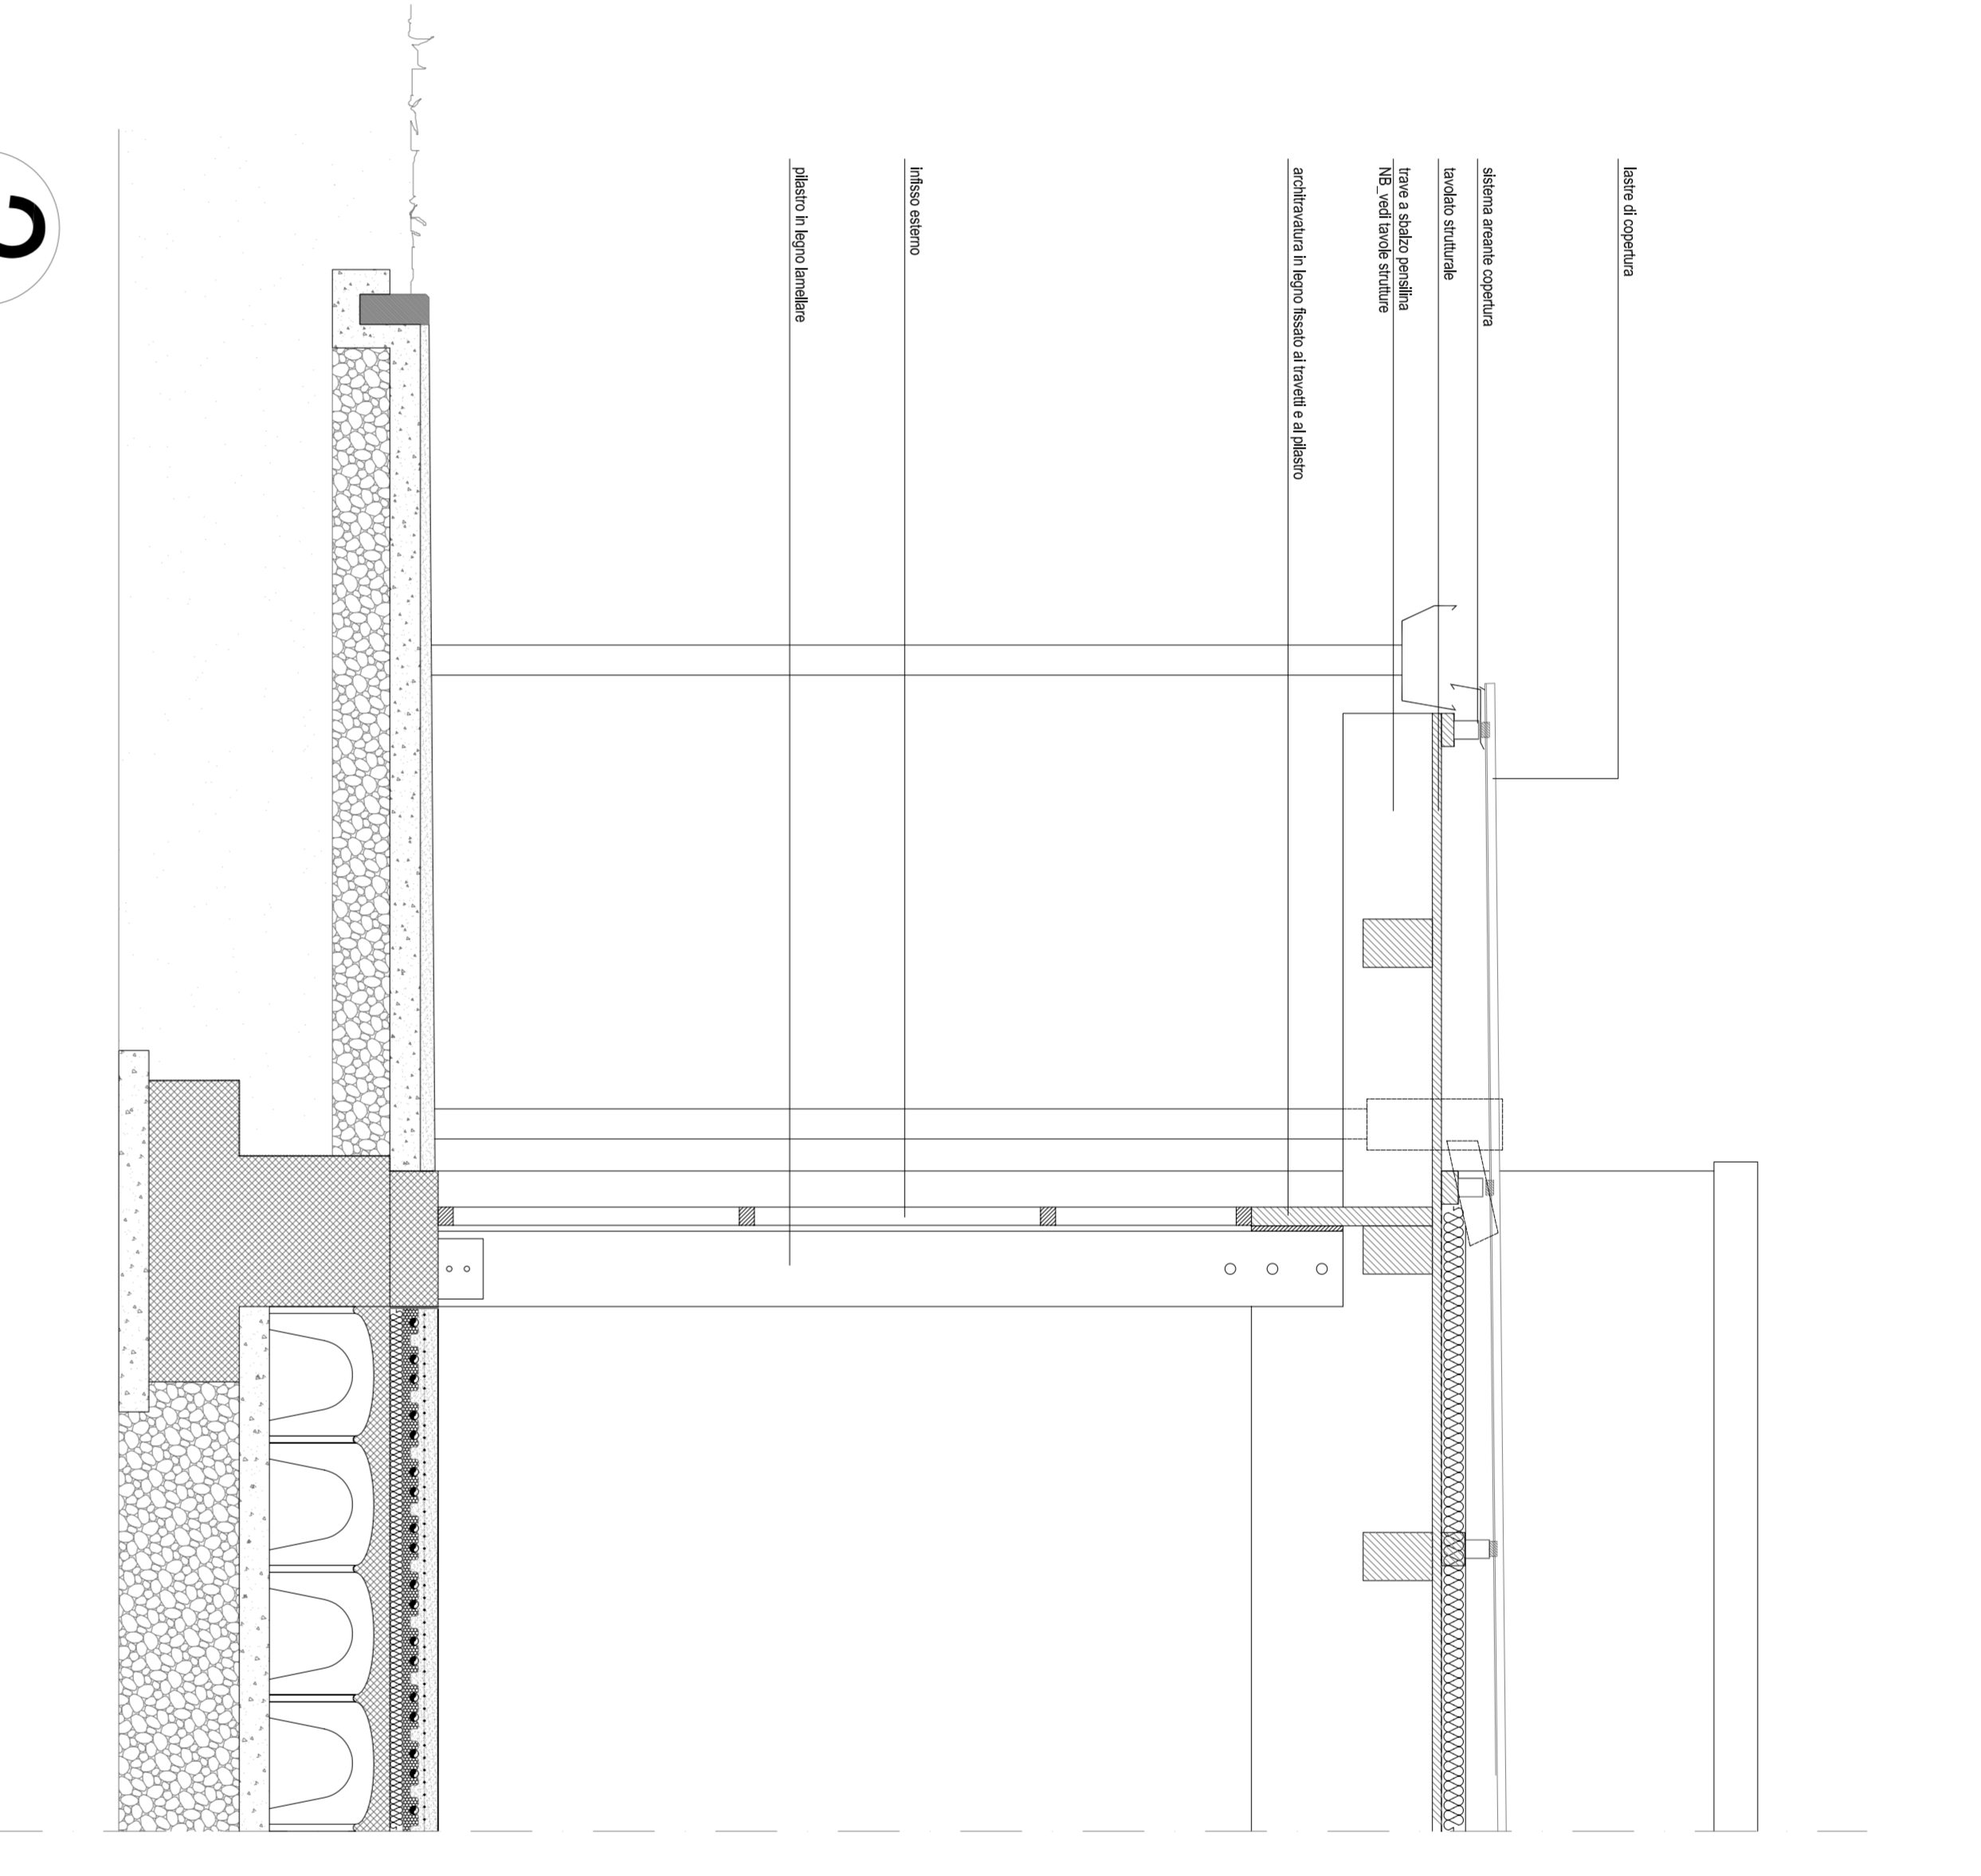 lastre di copertura
sistema areante copertura
tavolato strutturale
trave a sbalzo pensilina
NB_vedi tavole strutture
architravatura in legno fissato ai travetti e al pilastro
infisso esterno
pilastro in legno lamellare